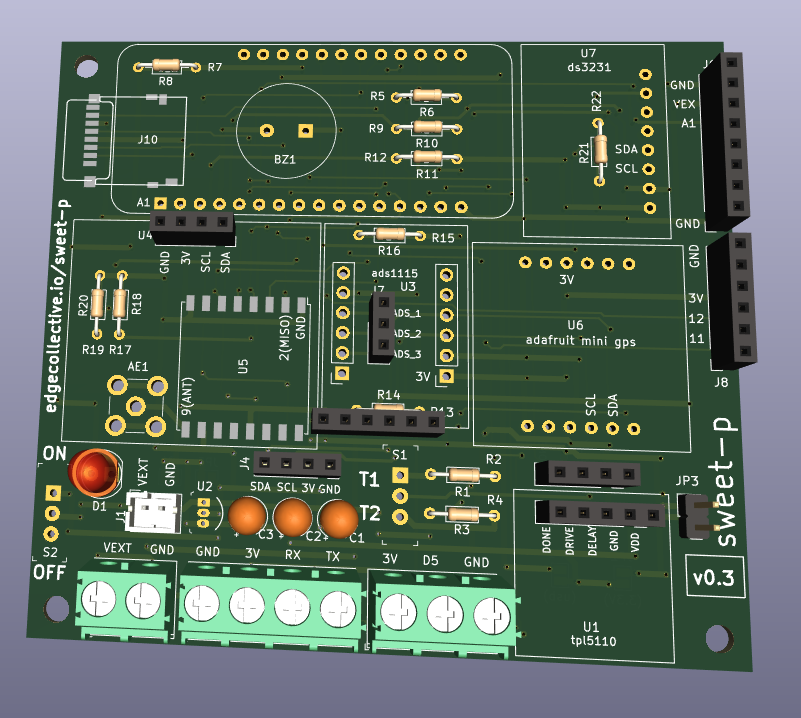 U7
ds3231
R7
R8
R5
R6
R9
R10
R12
R11
R22
R21
SDA
SCL
GND
VEX
A1
GND
J10
BZ1
A1
U4
GND
3V
SCL
SDA
R15
R16
ads1115
U3
ADS_1
ADS_2
ADS_3
3V
GND
3V
12
11
J8
3V
U6
adafruit mini gps
SCL
SDA
edgecollective.io/sweet-p
R20
R18
R19
R17
AE1
U5
2(MISO)
GND
9(ANT)
R14
R13
ON
D1
VEXT
GND
J1
U2
J4
SDA
SCL
3V
GND
S1
T1
T2
R2
R1
R4
R3
C3
C2
C1
S2
OFF
VEXT
GND
GND
3V
RX
TX
3V
D5
GND
DONE
DRIVE
DELAY
GND
VDD
JP3
sweet-p
v0.3
U1
tpl5110